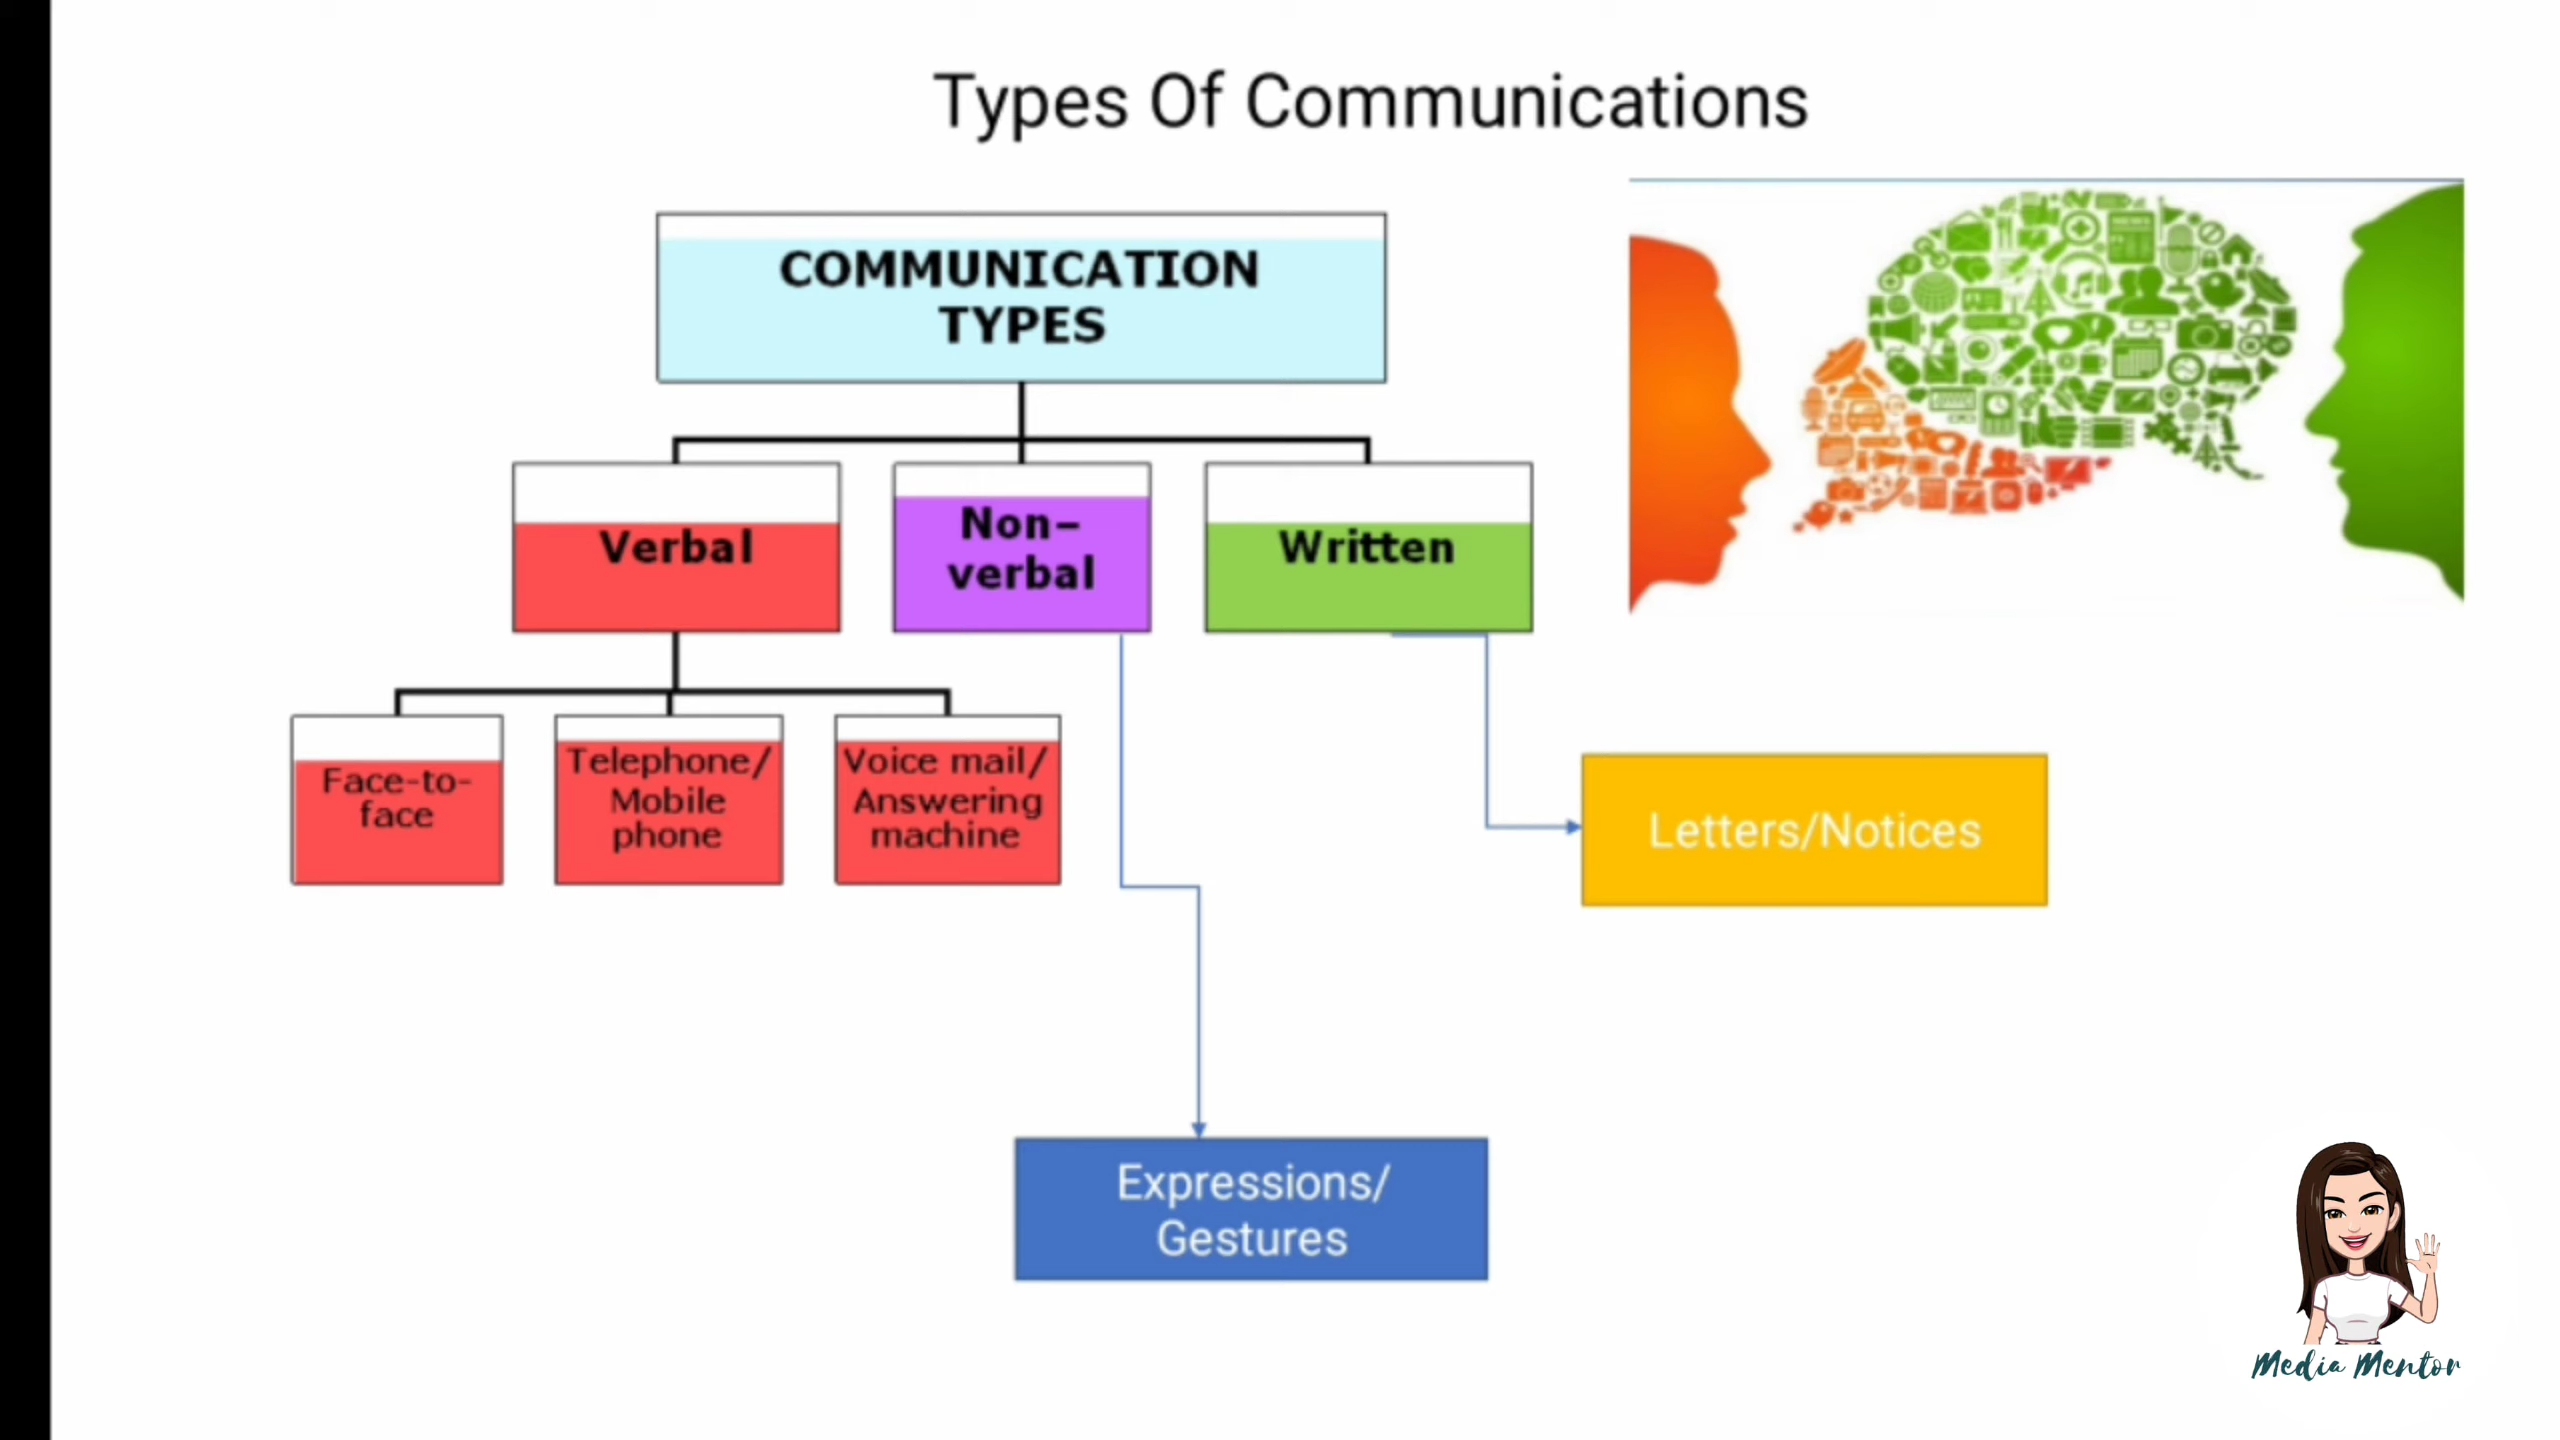 Types Of Communications
COMMUNICATION
TYPES
Verbal
Non-
verbal
Written
Face-to-
face
Telephone/
Mobile
phone
Voice mail/
Answering
machine
Letters/Notices
Expressions/
Gestures
NEWS
Media Mentor